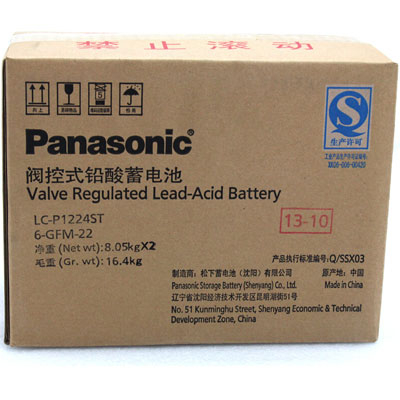 禁止滚动
Panasonic
阀控式铅酸蓄电池
Valve Regulated Lead-Acid Battery
LC-P1224ST
6-GFM-22
13-10
净重(Net wt): 8.05kgX2
毛重(Gr. wt): 16.4kg
产品执行标准编号: Q/SSX03
制造商: 松下蓄电池（沈阳）有限公司 原产地: 中国
Panasonic Storage Battery (Shenyang) Co., Ltd. Made in China
辽宁省沈阳经济技术开发区昆明湖街51号
No. 51 Kunminghu Street, Shenyang Economic & Technical
Development Zone, China
生产许可